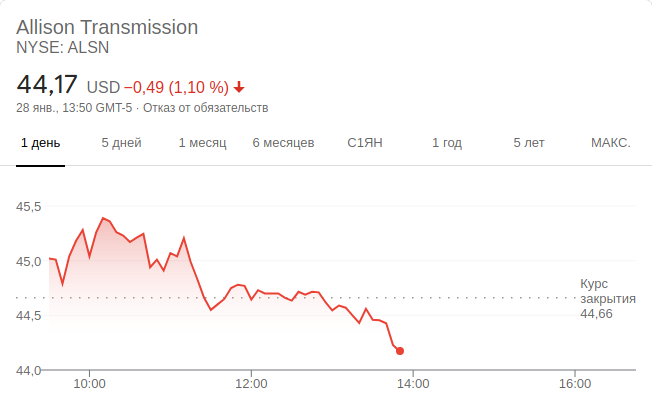 Allison Transmission
NYSE: ALSN
44,17 USD −0,49 (1,10 %)
28 янв., 13:50 GMT-5 · Отказ от обязательств
1 день 5 дней 1 месяц 6 месяцев С1ЯН 1 год 5 лет МАКС.
45,5
45,0
Курс
закрытия
44,66
44,5
44,0
10:00 12:00 14:00 16:00